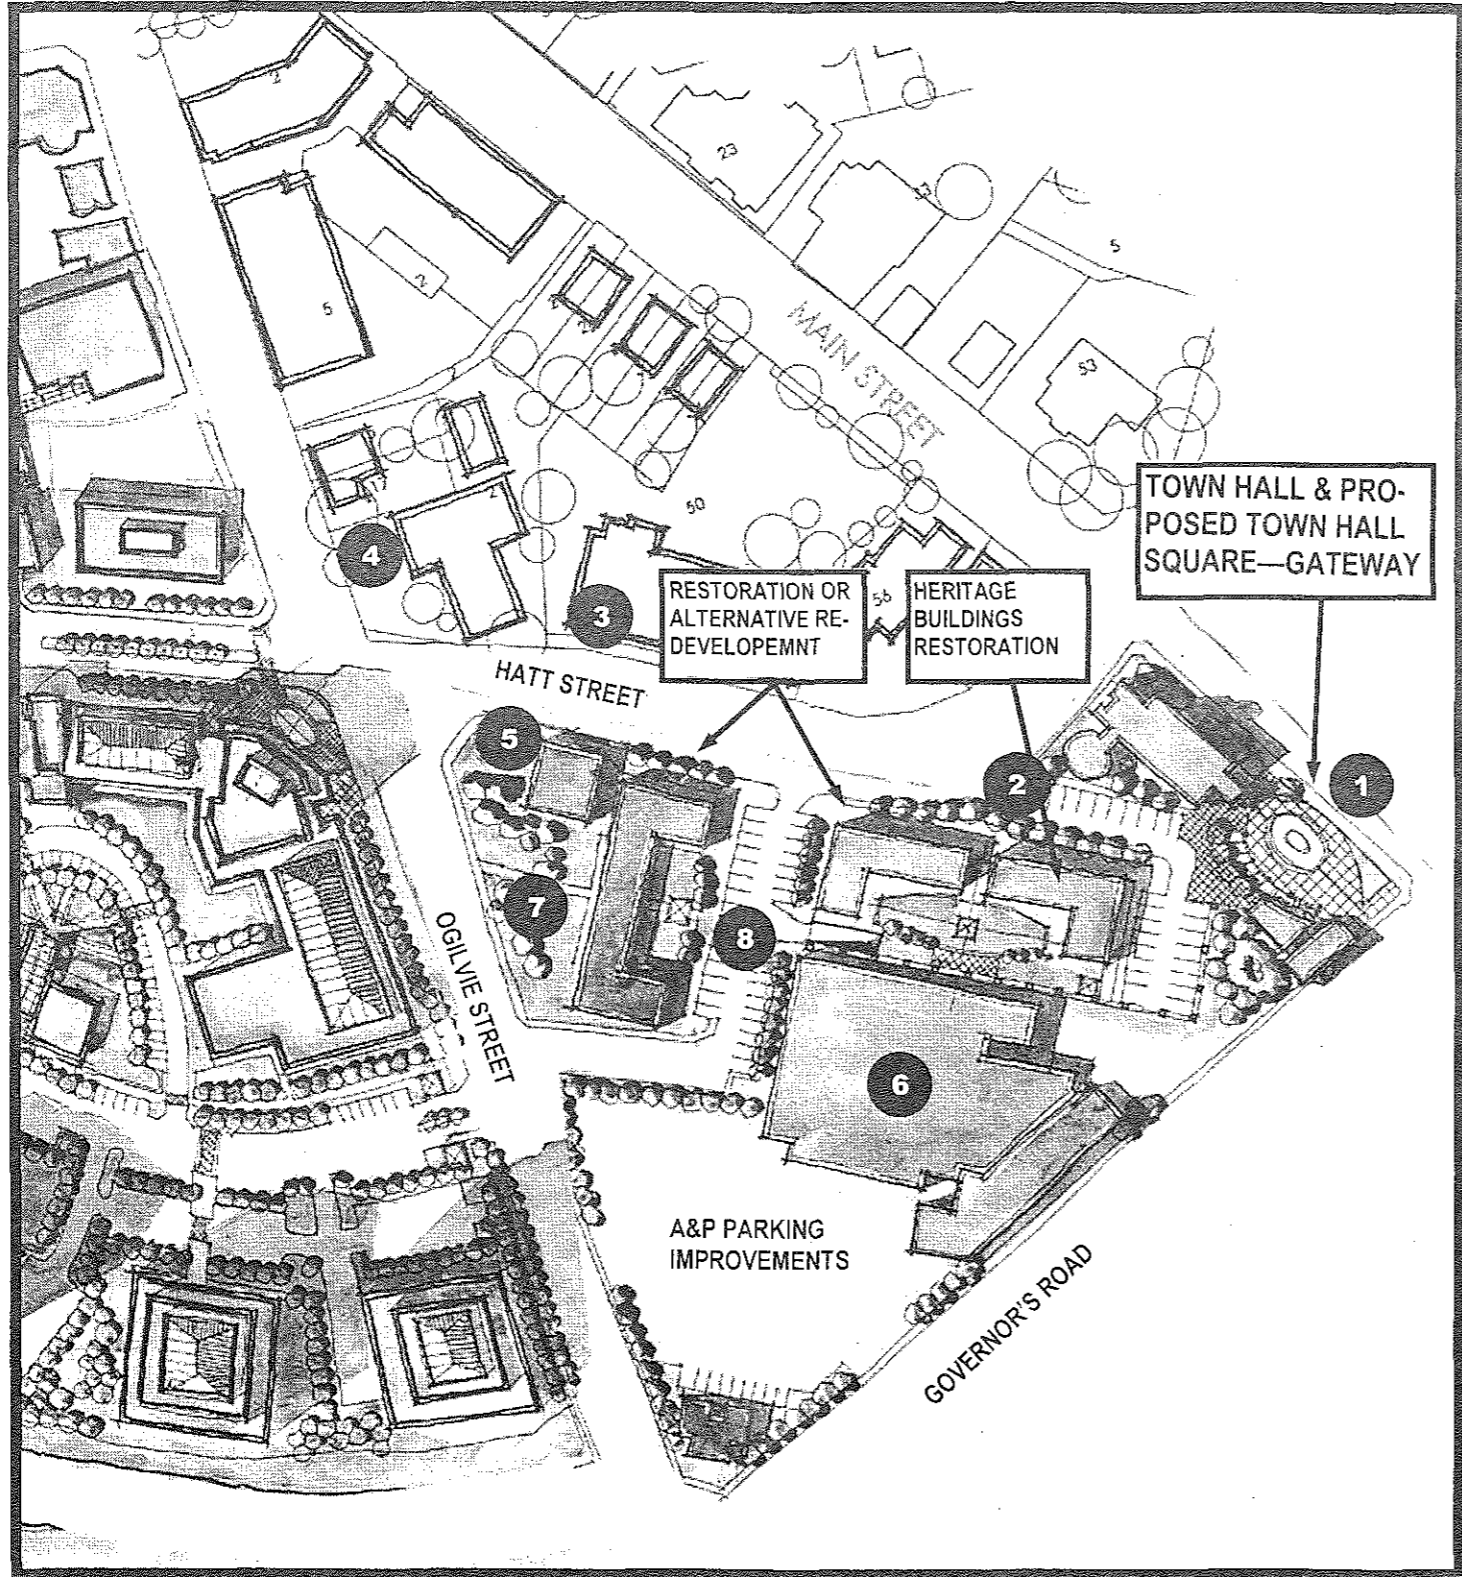 2
23
5
2
5
2
MAIN STREET
53
TOWN HALL & PRO-
POSED TOWN HALL
SQUARE—GATEWAY
50
4
3
RESTORATION OR
ALTERNATIVE RE-
DEVELOPEMNT
56
HERITAGE
BUILDINGS
RESTORATION
HATT STREET
5
2
1
7
8
OGILVIE STREET
6
A&P PARKING
IMPROVEMENTS
GOVERNOR'S ROAD